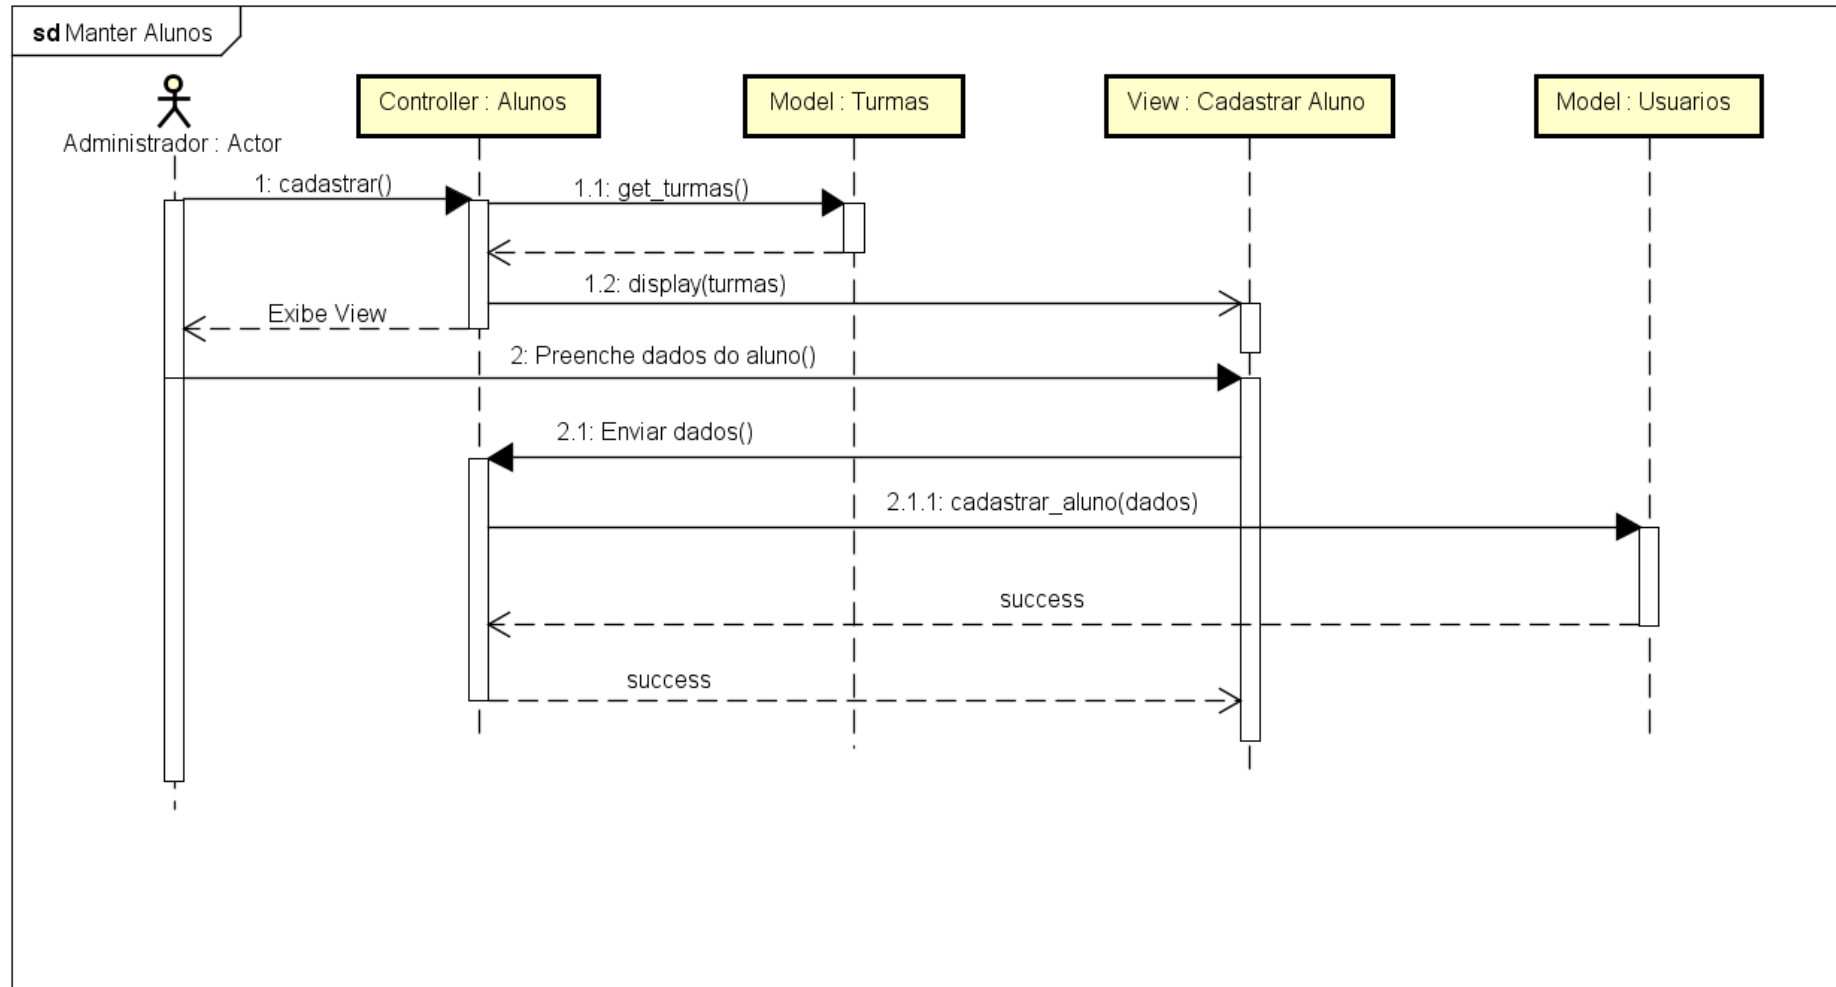 sd Manter Alunos
Administrador : Actor
Controller : Alunos
Model : Turmas
View : Cadastrar Aluno
Model : Usuarios
1: cadastrar()
1.1: get_turmas()
1.2: display(turmas)
Exibe View
2: Preenche dados do aluno()
2.1: Enviar dados()
2.1.1: cadastrar_aluno(dados)
success
success